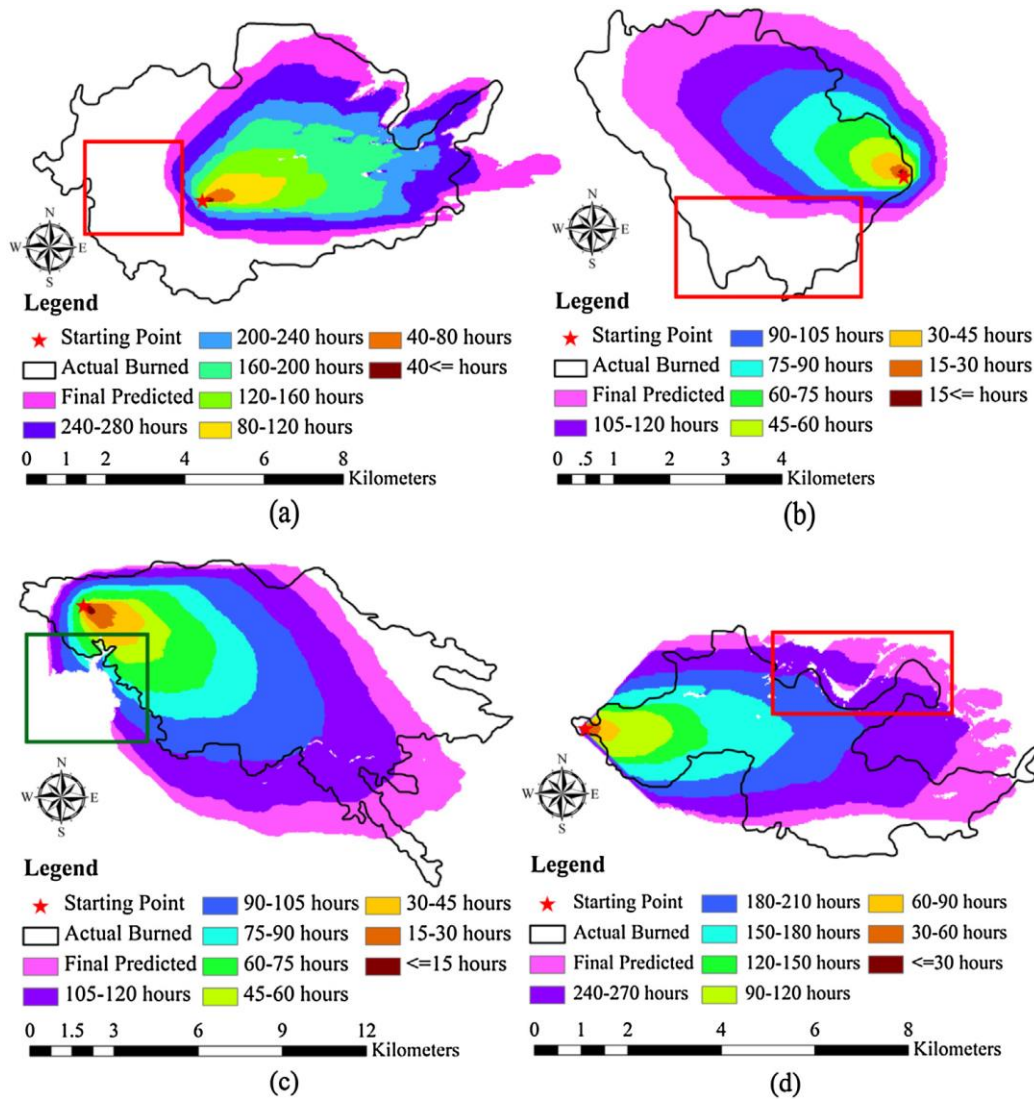 N
W E
S
Legend
Starting Point 200-240 hours 40-80 hours
Actual Burned 160-200 hours 40<= hours
Final Predicted 120-160 hours
240-280 hours 80-120 hours
0 1 2 4 6 8
Kilometers
(a)
N
W E
S
Legend
Starting Point 90-105 hours 30-45 hours
Actual Burned 75-90 hours 15-30 hours
Final Predicted 60-75 hours 15<= hours
105-120 hours 45-60 hours
0 .5 1 2 3 4
Kilometers
(b)
N
W E
S
Legend
Starting Point 90-105 hours 30-45 hours
Actual Burned 75-90 hours 15-30 hours
Final Predicted 60-75 hours <=15 hours
105-120 hours 45-60 hours
0 1.5 3 6 9 12
Kilometers
(c)
N
W E
S
Legend
Starting Point 180-210 hours 60-90 hours
Actual Burned 150-180 hours 30-60 hours
Final Predicted 120-150 hours <=30 hours
240-270 hours 90-120 hours
0 1 2 4 6 8
Kilometers
(d)